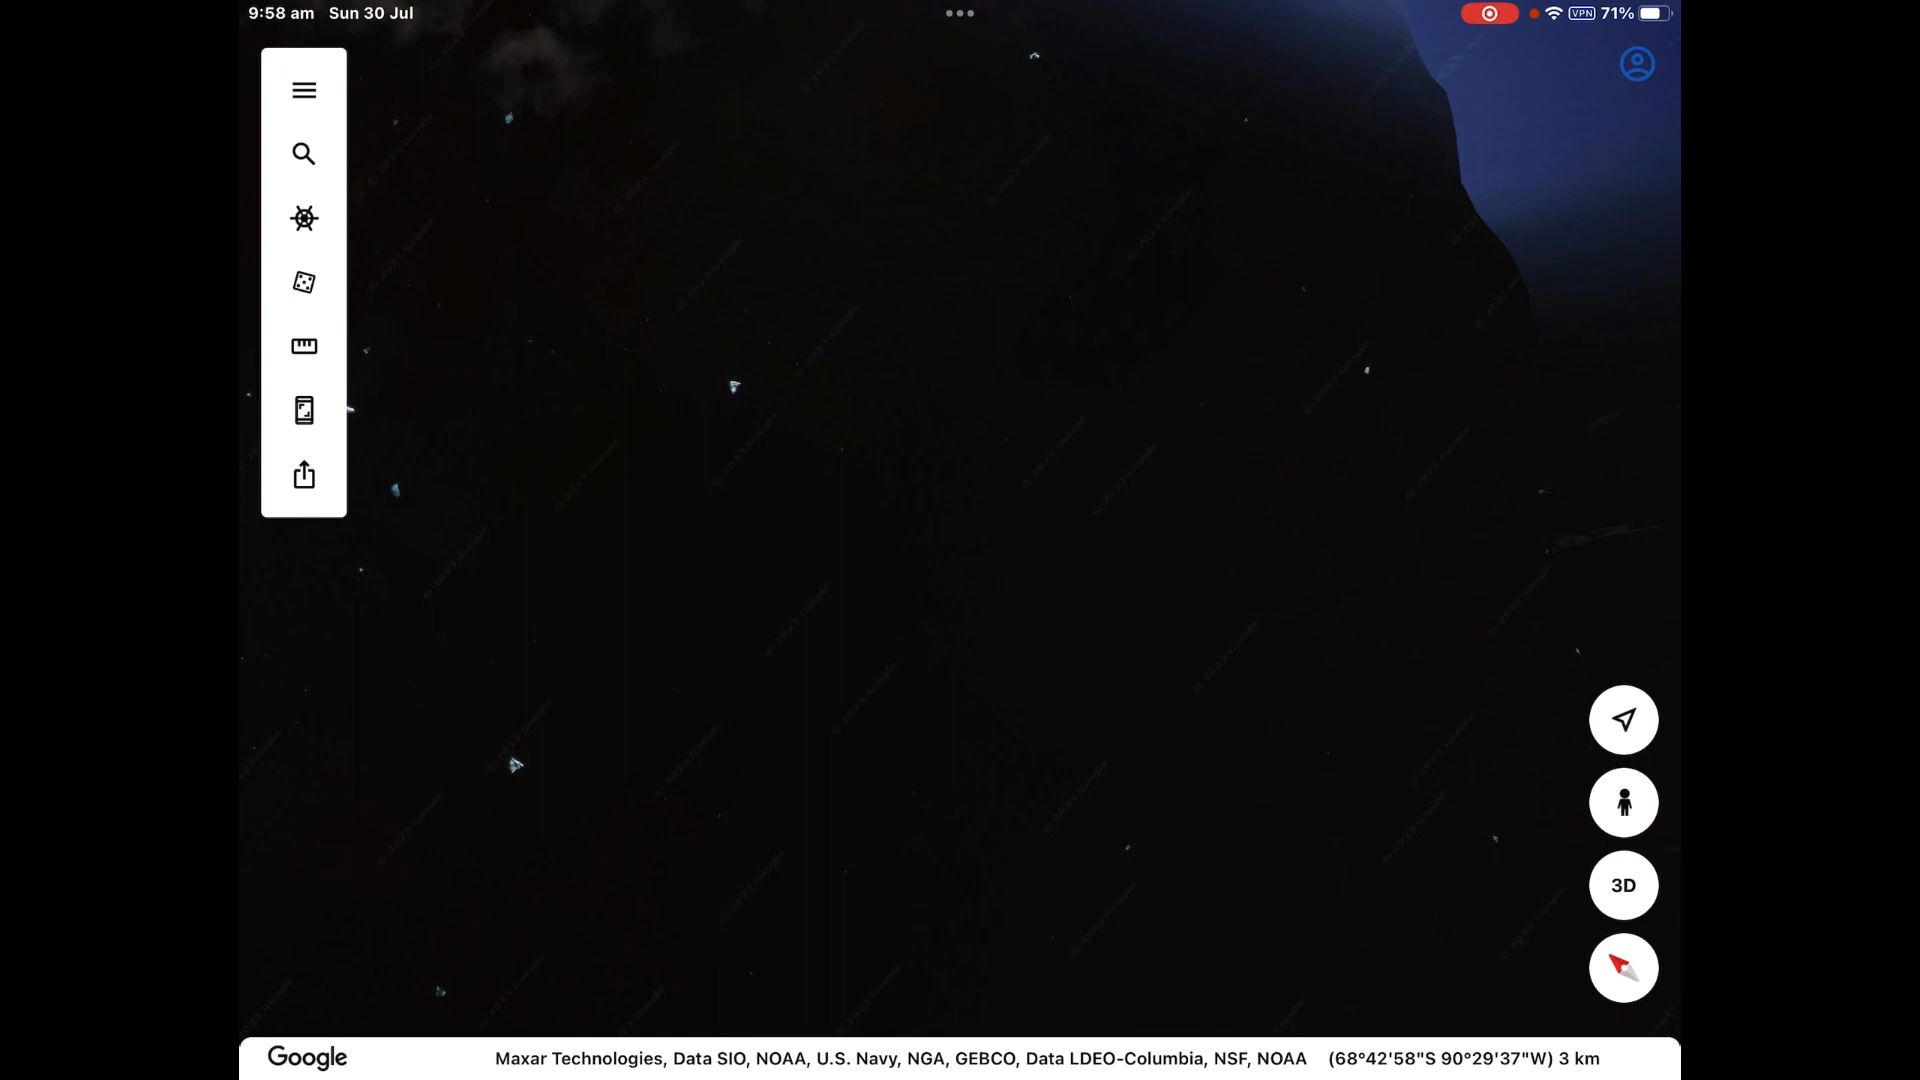 9:58 am Sun 30 Jul
VPN 71%
3D
Google Maxar Technologies, Data SIO, NOAA, U.S. Navy, NGA, GEBCO, Data LDEO-Columbia, NSF, NOAA (68°42'58"S 90°29'37"W) 3 km